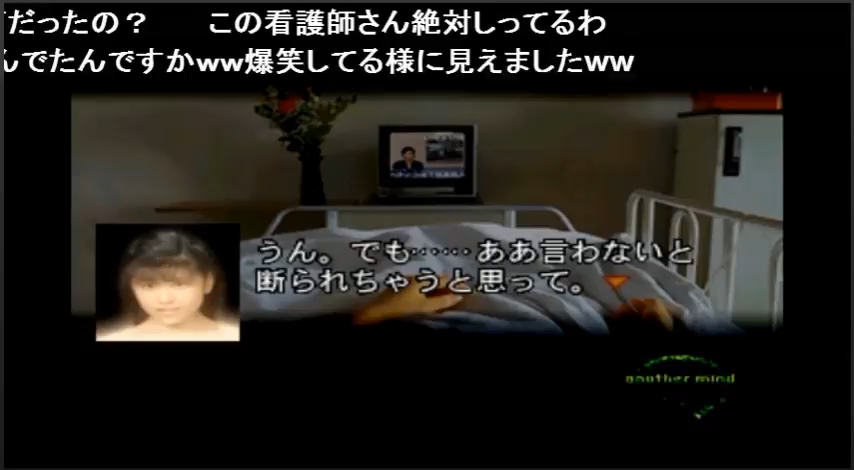 だったの？　この看護師さん絶対しってるわ
んでたんですかww爆笑してる様に見えましたww
うん。でも……ああ言わないと
断られちゃうと思って。
another mind